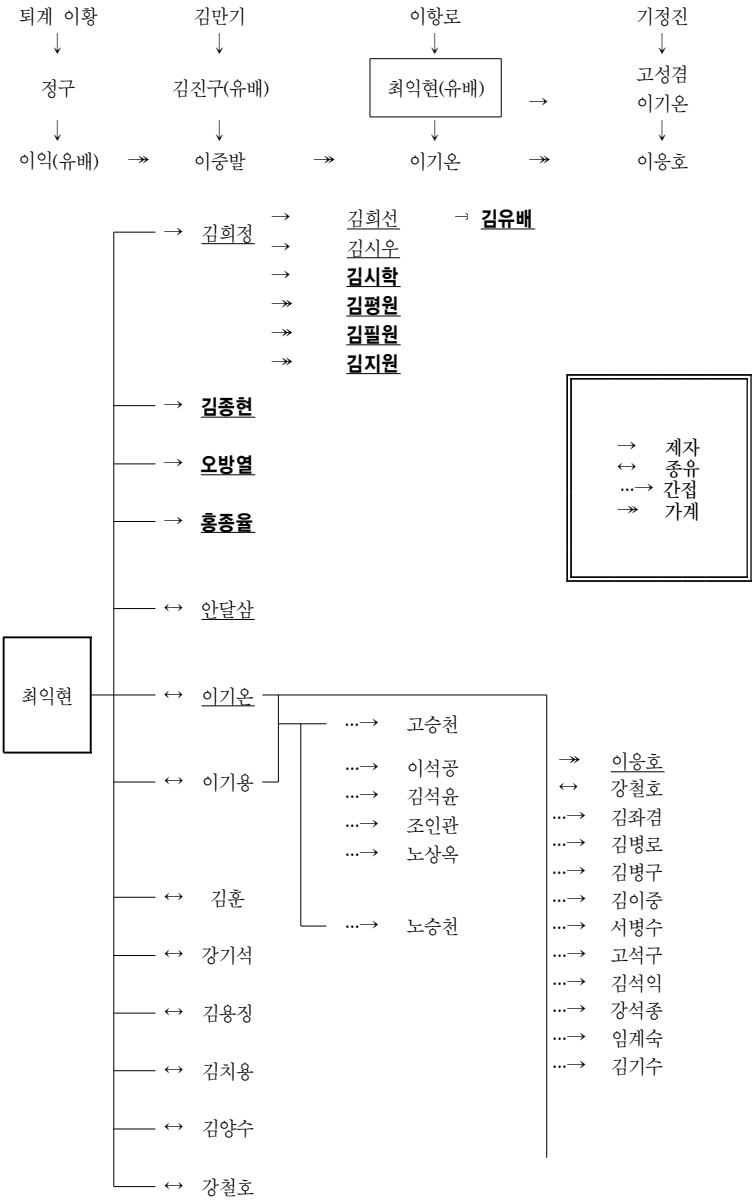 퇴계 이황 김만기 이항로 기정진
↓ ↓ ↓ ↓
정구 김진구(유배) 최익현(유배) → 고성겸
이기온
↓ ↓ ↓ ↓
이익(유배) ↠ 이중발 ↠ 이기온 ↠ 이응호
→ 김희정 → 김희선 → 김유배
→ 김시우
→ 김시학
↠ 김평원
↠ 김필원
↠ 김지원
→ 김종현
→ 제자
↔ 종유
…→ 간접
↠ 가계
→ 오방열
→ 홍종율
↔ 안달삼
최익현 ↔ 이기온
…→ 고승천
↔ 이기용
…→ 이석공
…→ 김석윤
…→ 조인관
…→ 노상옥
…→ 노승천
↠ 이응호
↔ 강철호
…→ 김좌겸
…→ 김병로
…→ 김병구
…→ 김이중
…→ 서병수
…→ 고석구
…→ 김석익
…→ 강석종
…→ 임계숙
…→ 김기수
↔ 김훈
↔ 강기석
↔ 김용징
↔ 김치용
↔ 김양수
↔ 강철호